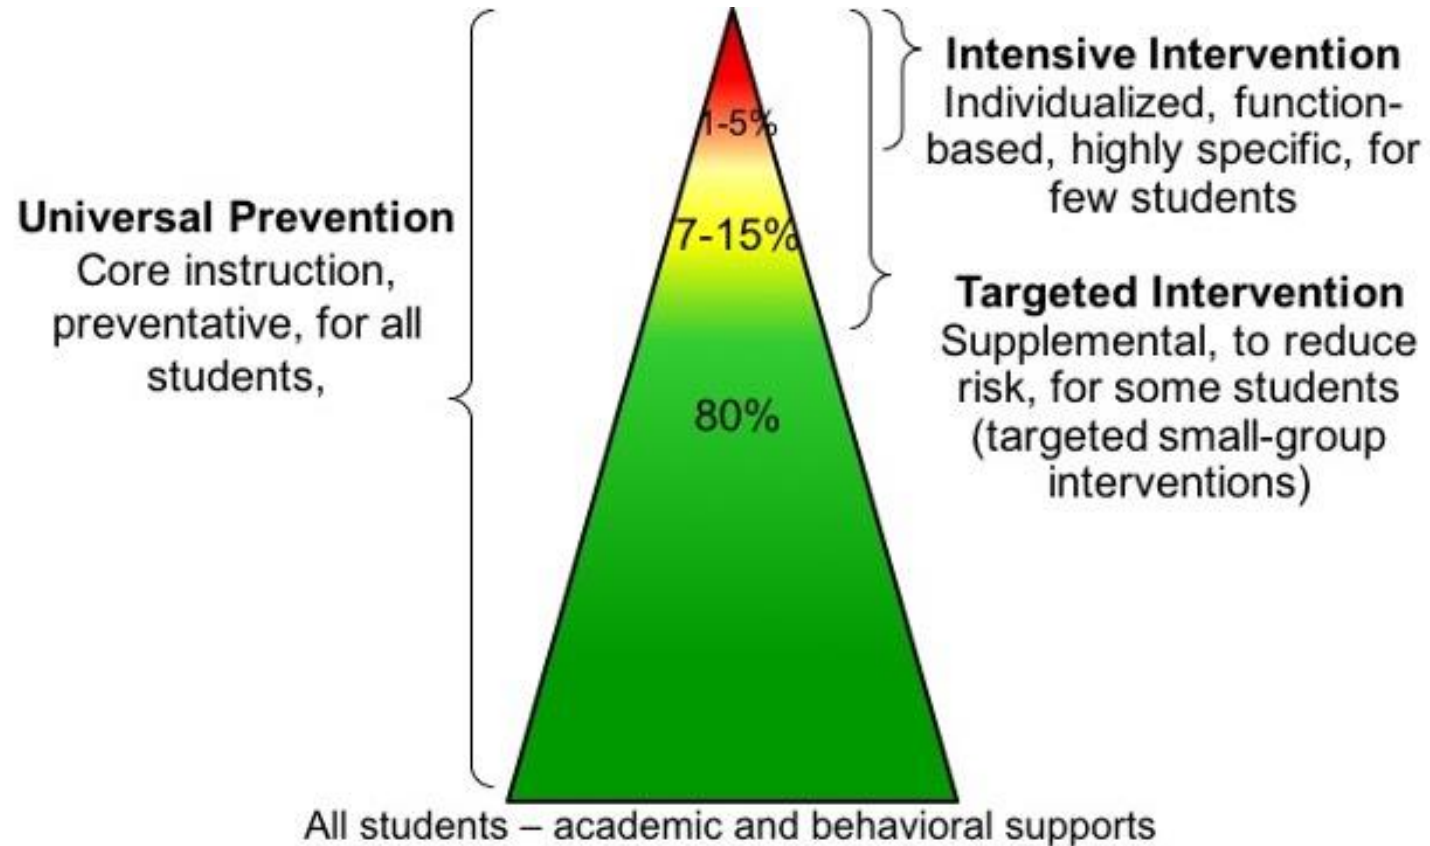 Universal Prevention
Core instruction,
preventative, for all
students,
1-5%
7-15%
80%
Intensive Intervention
Individualized, function-
based, highly specific, for
few students
Targeted Intervention
Supplemental, to reduce
risk, for some students
(targeted small-group
interventions)
All students – academic and behavioral supports